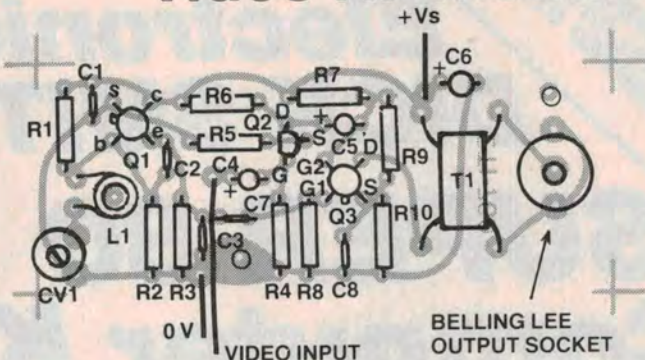 +Vs
C6
C1
s
c
R6
D
R7
+
+
R1
R5
Q2
S
C5
D
R9
b
Q1
e
C2
C4
G
G2
G1
S
T1
+
C7
Q3
L1
C3
R10
CV1
R2
R3
R4
R8
C8
0 V
VIDEO INPUT
BELLING LEE
OUTPUT SOCKET